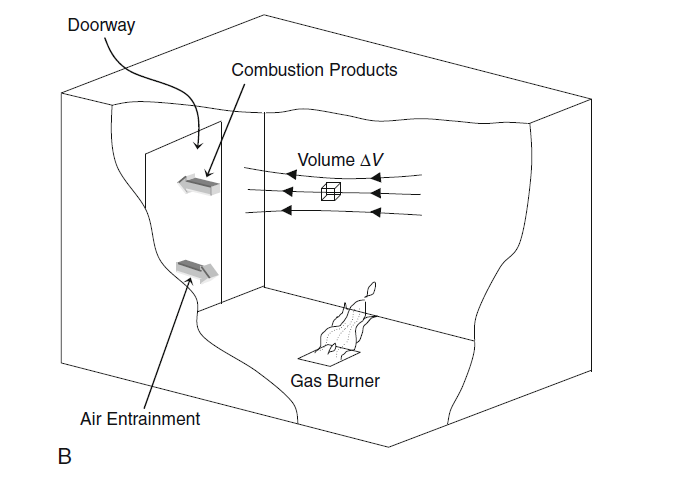 Doorway
Combustion Products
Volume ΔV
Gas Burner
Air Entrainment
B